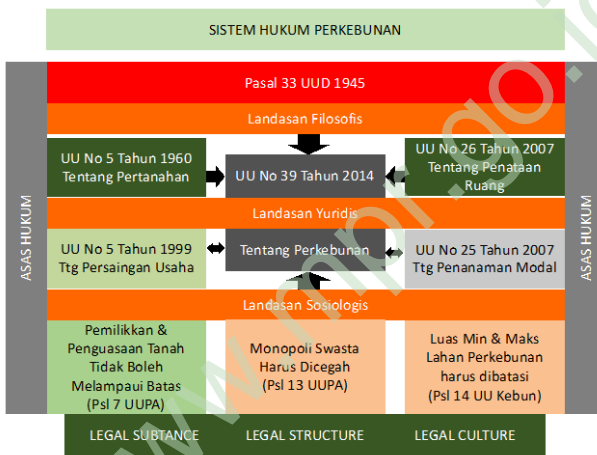 SISTEM HUKUM PERKEBUNAN
Pasal 33 UUD 1945
Landasan Filosofis
UU No 5 Tahun 1960
Tentang Pertanahan
UU No 39 Tahun 2014
UU No 26 Tahun 2007
Tentang Penataan
Ruang
Landasan Yuridis
UU No 5 Tahun 1999
Ttg Persaingan Usaha
Tentang Perkebunan
UU No 25 Tahun 2007
Ttg Penanaman Modal
Landasan Sosiologis
Pemilikkan &
Penguasaan Tanah
Tidak Boleh
Melampaui Batas
(Psl 7 UUPA)
Monopoli Swasta
Harus Dicegah
(Psl 13 UUPA)
Luas Min & Maks
Lahan Perkebunan
harus dibatasi
(Psl 14 UU Kebun)
ASAS HUKUM
ASAS HUKUM
LEGAL SUBTANCE
LEGAL STRUCTURE
LEGAL CULTURE
www.mpr.go.id